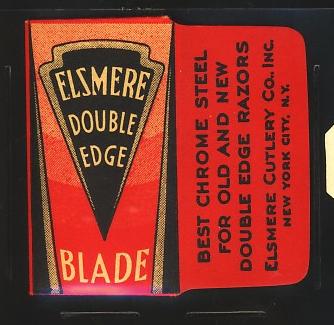 ELSMERE
DOUBLE
EDGE
BLADE
BEST CHROME STEEL
FOR OLD AND NEW
DOUBLE EDGE RAZORS
ELSMERE CUTLERY CO., INC.
NEW YORK CITY, N.Y.